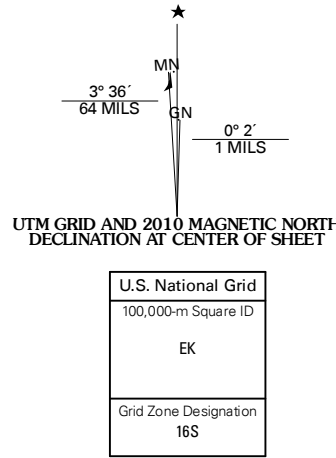 MN
3° 36´
64 MILS
GN
0° 2´
1 MILS
UTM GRID AND 2010 MAGNETIC NORTH
DECLINATION AT CENTER OF SHEET
U.S. National Grid
100,000-m Square ID
EK
Grid Zone Designation
16S